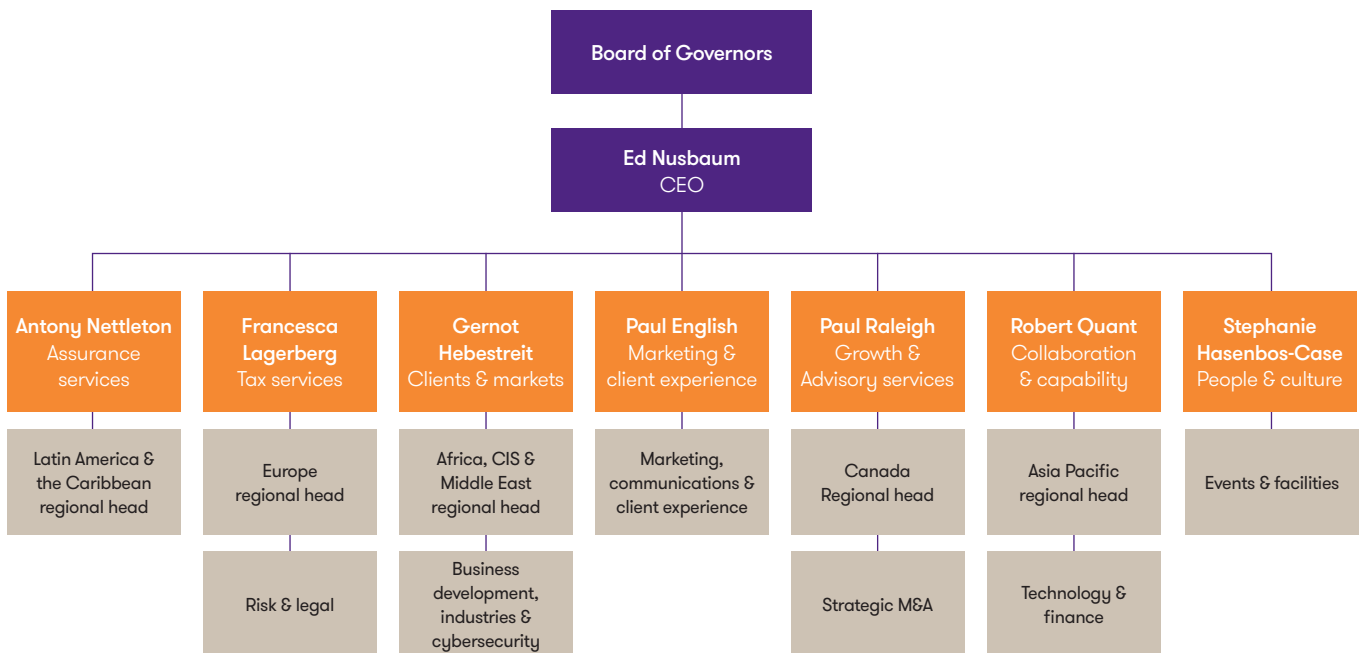 Board of Governors
Ed Nusbaum
CEO
Antony Nettleton
Assurance
services
Francesca
Lagerberg
Tax services
Gernot
Hebestreit
Clients & markets
Paul English
Marketing &
client experience
Paul Raleigh
Growth &
Advisory services
Robert Quant
Collaboration
& capability
Stephanie
Hasenbos-Case
People & culture
Latin America &
the Caribbean
regional head
Europe
regional head
Africa, CIS &
Middle East
regional head
Marketing,
communications &
client experience
Canada
Regional head
Asia Pacific
regional head
Events & facilities
Risk & legal
Business
development,
industries &
cybersecurity
Strategic M&A
Technology &
finance